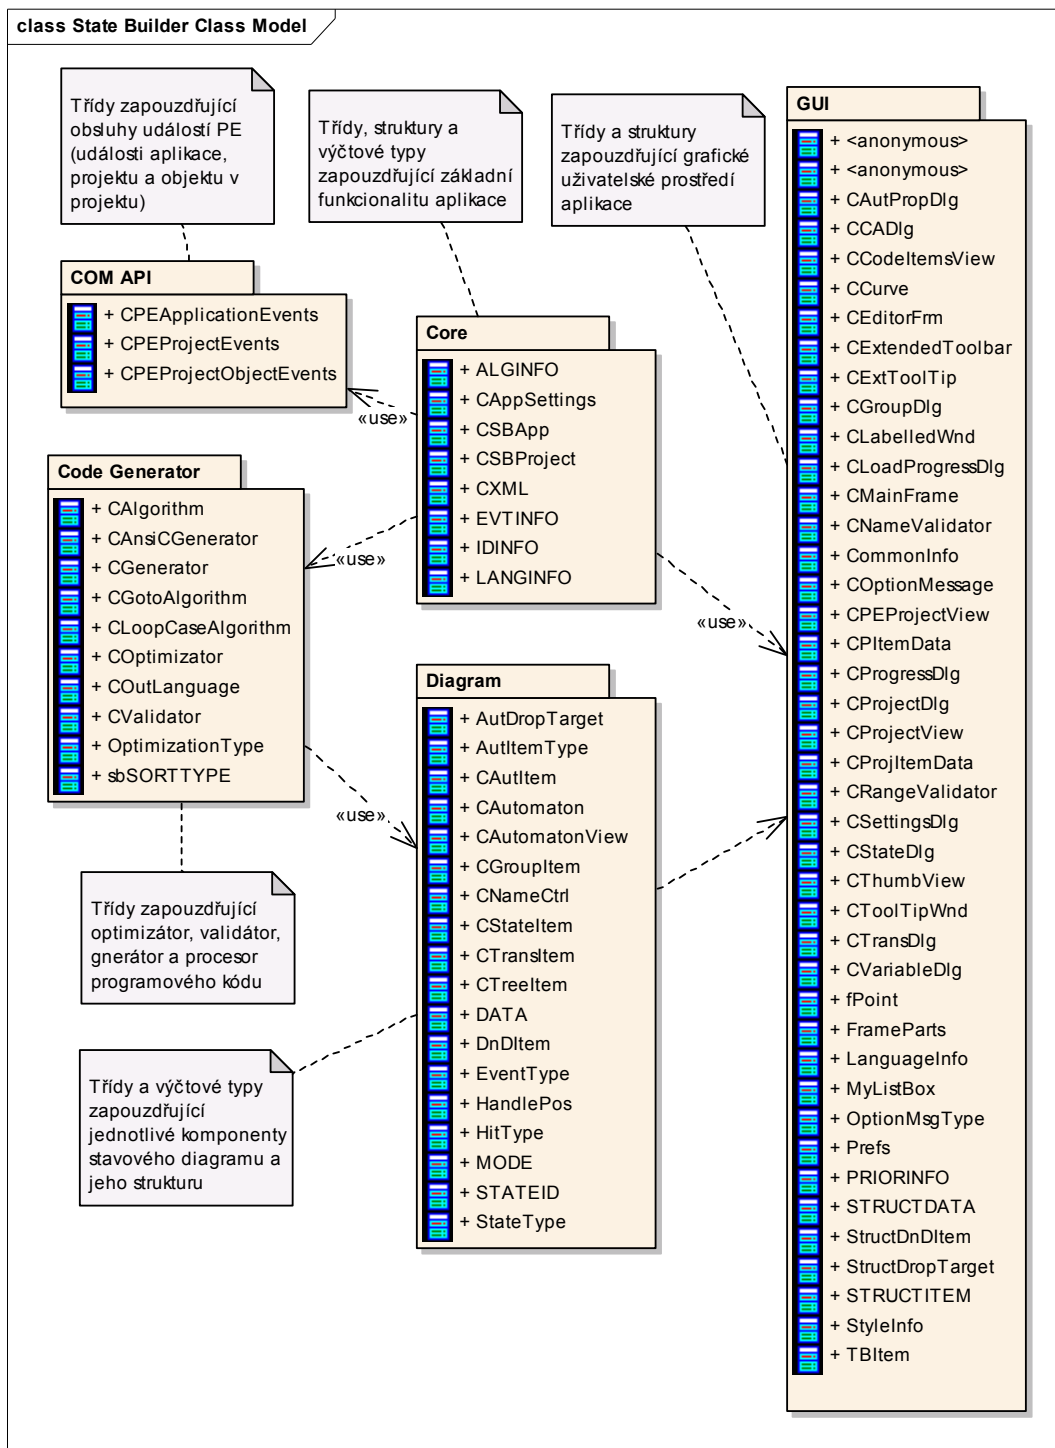 class State Builder Class Model
Třídy zapouzdřující
obsluhy událostí PE
(události aplikace,
projektu a objektu v
projektu)
Třídy, struktury a
výčtové typy
zapouzdřující základní
funkcionalitu aplikace
Třídy a struktury
zapouzdřující grafické
uživatelské prostředí
aplikace
COM API
+ CPEApplicationEvents
+ CPEProjectEvents
+ CPEProjectObjectEvents
Core
+ ALGINFO
+ CAppSettings
+ CSBApp
+ CSBProject
+ CXML
+ EVTINFO
+ IDINFO
+ LANGINFO
«use»
«use»
«use»
Code Generator
+ CAlgorithm
+ CAnsiCGenerator
+ CGenerator
+ CGotoAlgorithm
+ CLoopCaseAlgorithm
+ COptimizator
+ COutLanguage
+ CValidator
+ OptimizationType
+ sbSORTTYPE
«use»
Třídy zapouzdřující
optimizátor, validátor,
gnerátor a procesor
programového kódu
Třídy a výčtové typy
zapouzdřující
jednotlivé komponenty
stavového diagramu a
jeho strukturu
Diagram
+ AutDropTarget
+ AutItemType
+ CAutItem
+ CAutomaton
+ CAutomatonView
+ CGroupItem
+ CNameCtrl
+ CStateItem
+ CTransItem
+ CTreeItem
+ DATA
+ DnDItem
+ EventType
+ HandlePos
+ HitType
+ MODE
+ STATEID
+ StateType
GUI
+ <anonymous>
+ <anonymous>
+ CAutPropDlg
+ CCADlg
+ CCodeItemsView
+ CCurve
+ CEditorFrm
+ CExtendedToolbar
+ CExtToolTip
+ CGroupDlg
+ CLabelledWnd
+ CLoadProgressDlg
+ CMainFrame
+ CNameValidator
+ CommonInfo
+ COptionMessage
+ CPEProjectView
+ CPItemData
+ CProgressDlg
+ CProjectDlg
+ CProjectView
+ CProjItemData
+ CRangeValidator
+ CSettingsDlg
+ CStateDlg
+ CThumbView
+ CToolTipWnd
+ CTransDlg
+ CVariableDlg
+ fPoint
+ FrameParts
+ LanguageInfo
+ MyListBox
+ OptionMsgType
+ Prefs
+ PRIORINFO
+ STRUCTDATA
+ StructDnDItem
+ StructDropTarget
+ STRUCTITEM
+ StyleInfo
+ TBItem